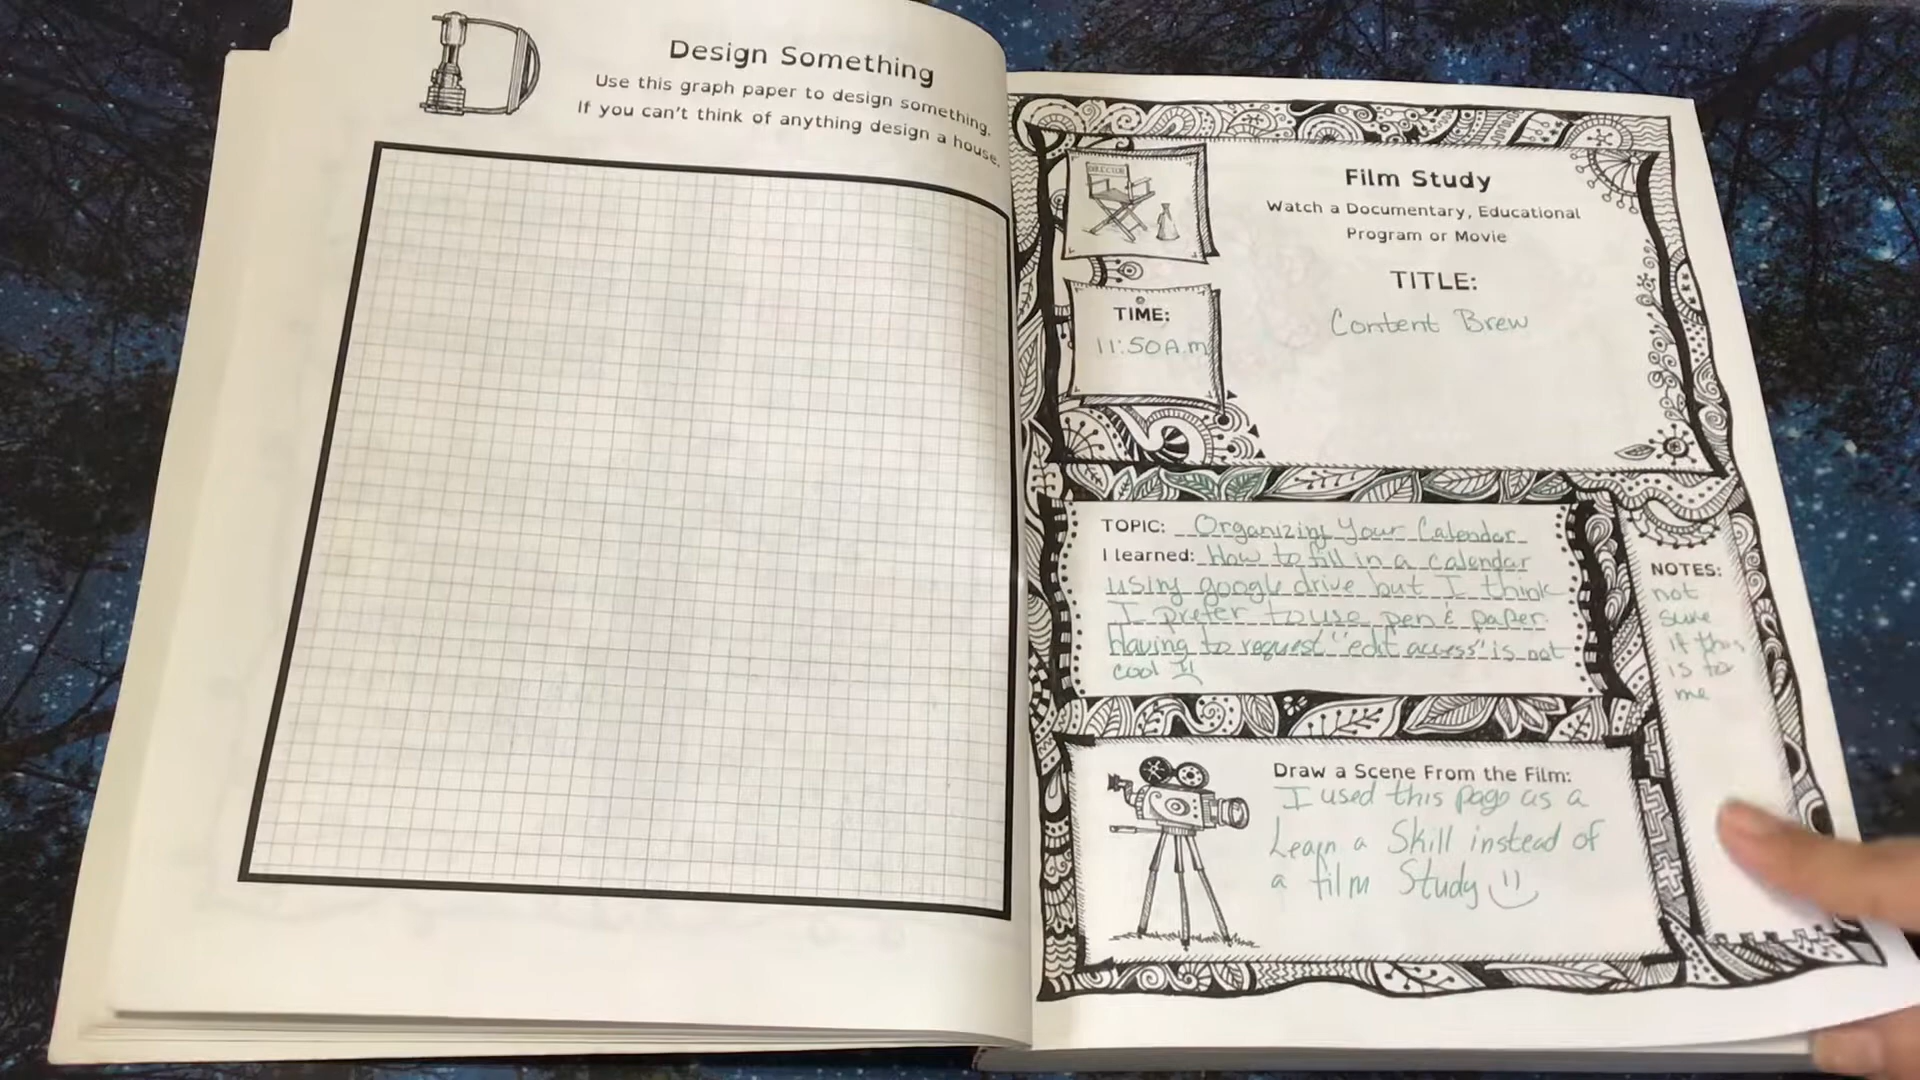 Design Something
Use this graph paper to design something.
If you can't think of anything design a house.
DIRECTOR
Film Study
Watch a Documentary, Educational
Program or Movie
TITLE:
Content Brew
TIME:
11:50 A.m
TOPIC: Organizing Your Calendar
I learned: How to fill in a calendar
using google drive but I think
I prefer to use pen & paper.
Having to request "edit access" is not
cool
NOTES:
not
sure
if this
is for
me
Draw a Scene From the Film:
I used this page as a
Learn a Skill instead of
a film Study